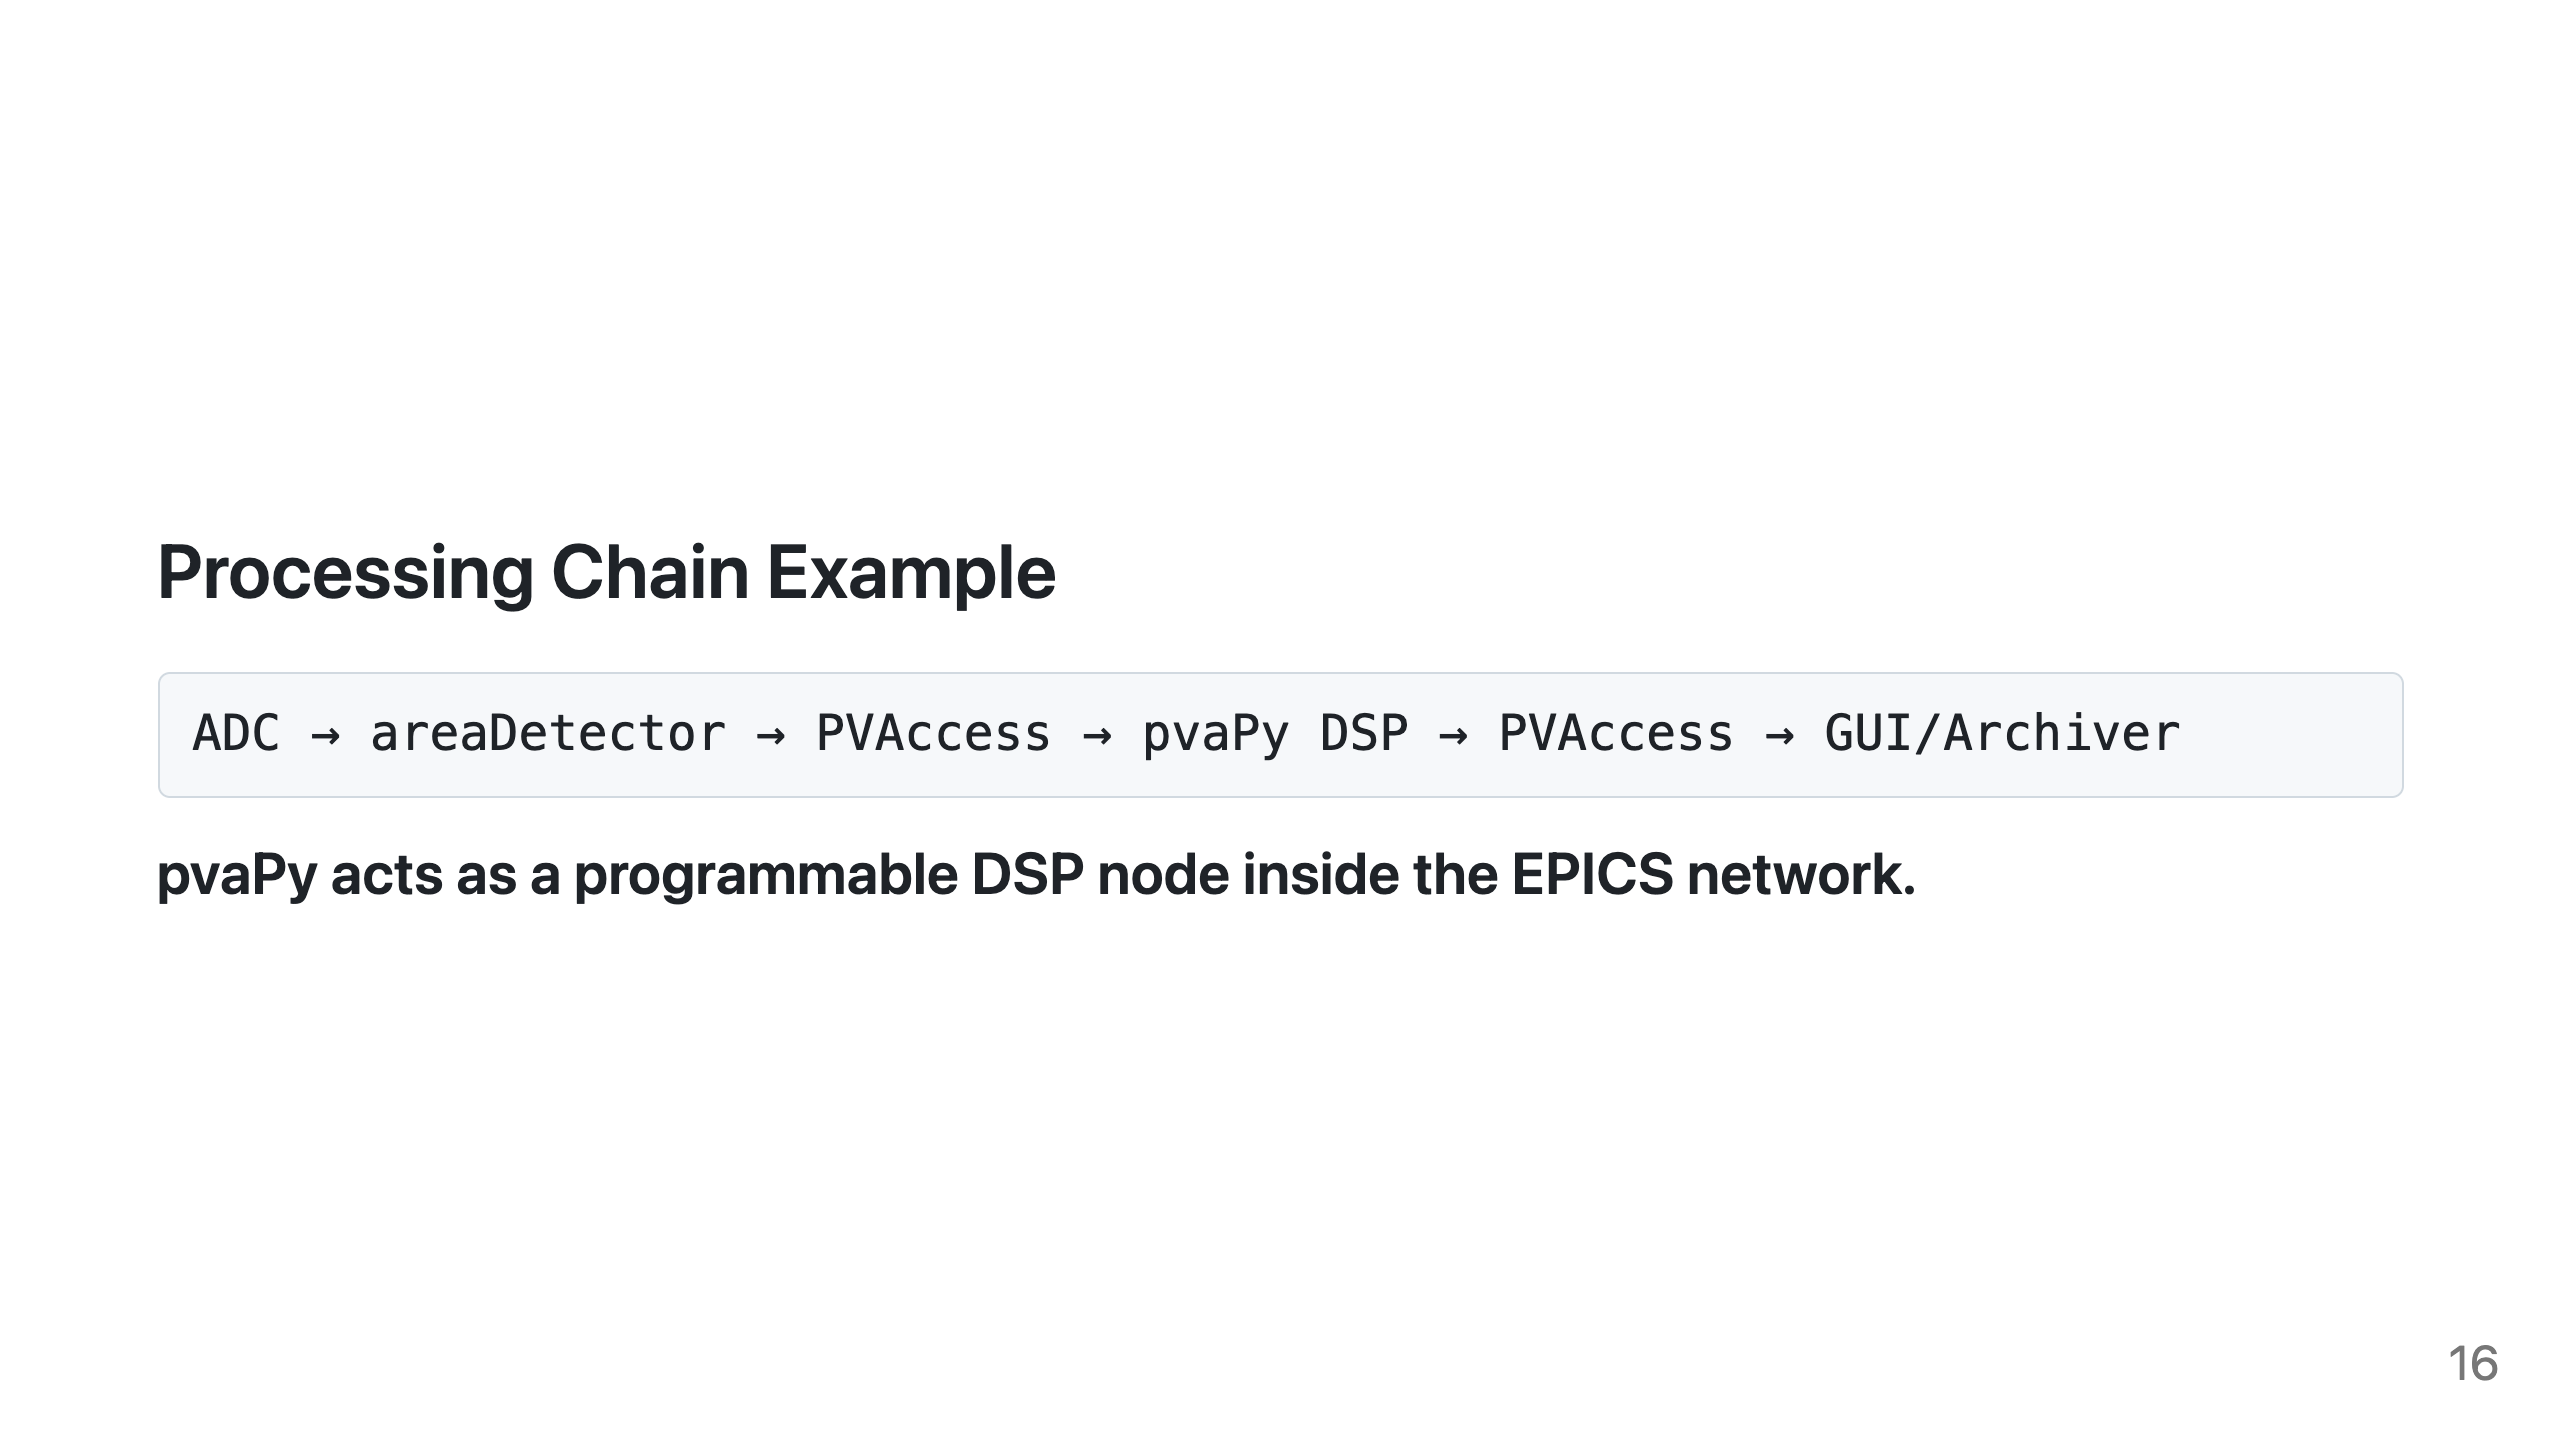 Processing Chain Example
ADC → areaDetector → PVAccess → pvaPy DSP → PVAccess → GUI/Archiver
pvaPy acts as a programmable DSP node inside the EPICS network.
16